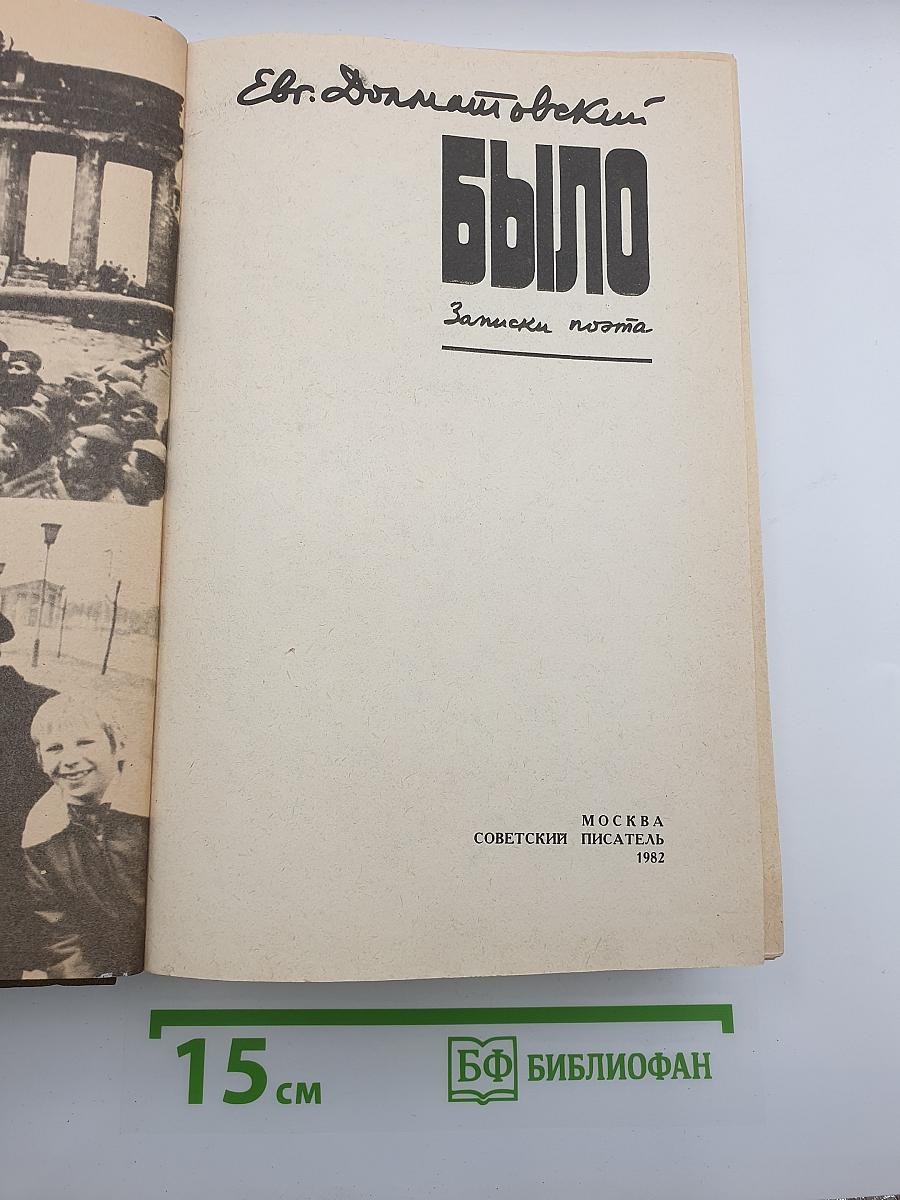 Евг. Долматовский
БЫЛО
Записки поэта
МОСКВА
СОВЕТСКИЙ ПИСАТЕЛЬ
1982
15 см
БФ БИБЛИОФАН